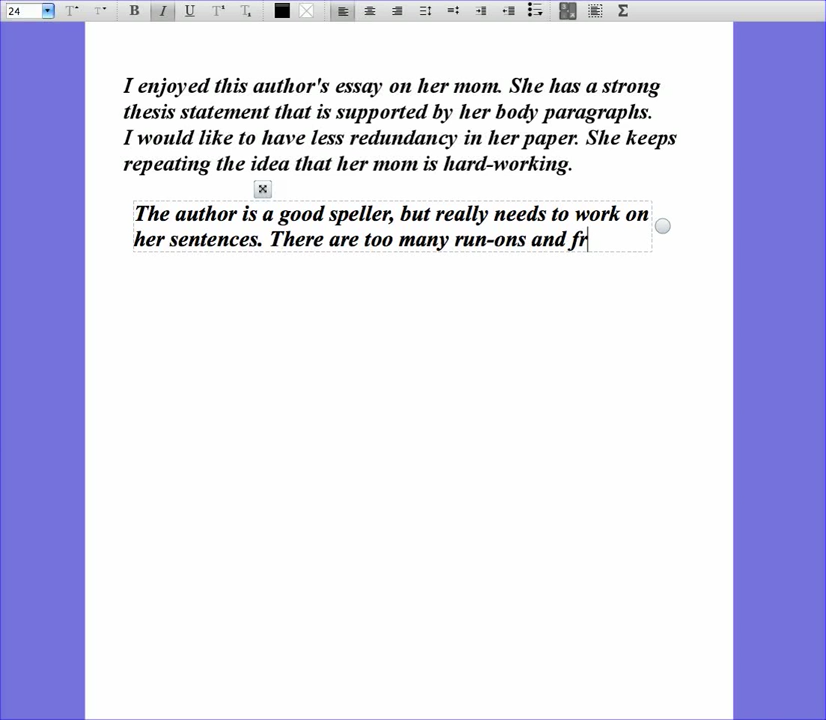 24
I enjoyed this author's essay on her mom. She has a strong
thesis statement that is supported by her body paragraphs.
I would like to have less redundancy in her paper. She keeps
repeating the idea that her mom is hard-working.
The author is a good speller, but really needs to work on
her sentences. There are too many run-ons and fr